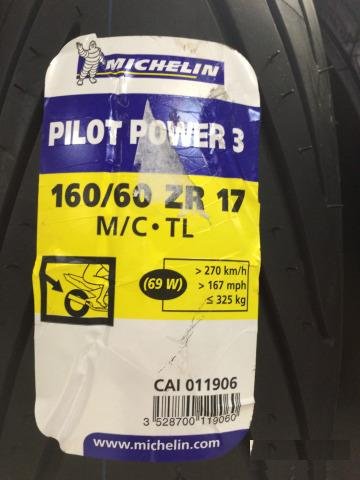 MICHELIN
PILOT POWER 3
160/60 ZR 17
M/C • TL
(69 W)
> 270 km/h
> 167 mph
≤ 325 kg
CAI 011906
3 528700 119060
www.michelin.com